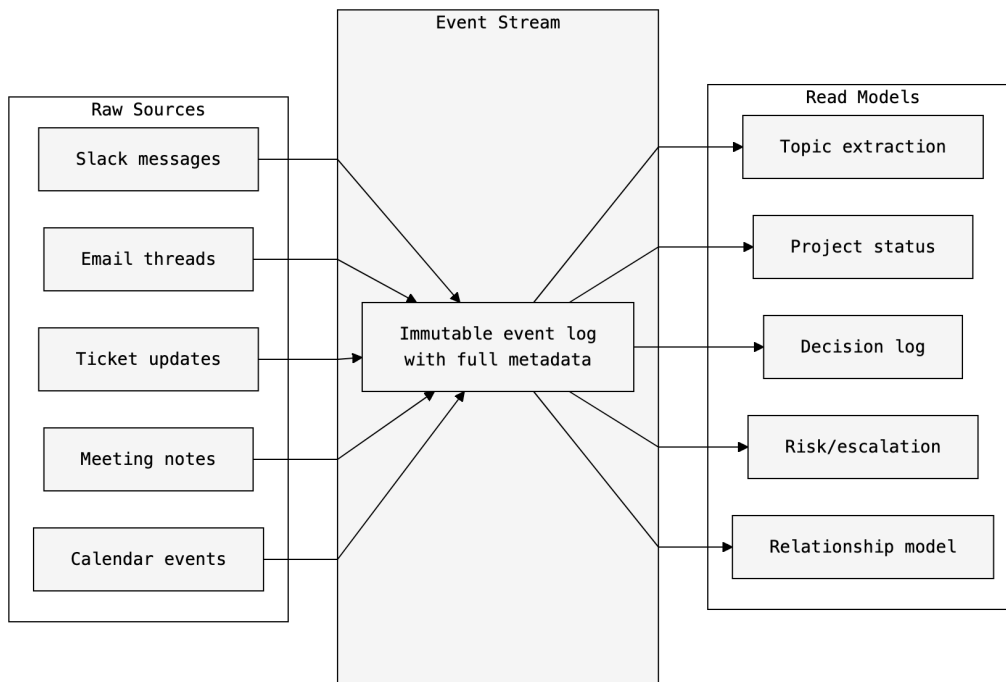 Event Stream
Raw Sources
Slack messages
Email threads
Ticket updates
Meeting notes
Calendar events
Immutable event log
with full metadata
Read Models
Topic extraction
Project status
Decision log
Risk/escalation
Relationship model